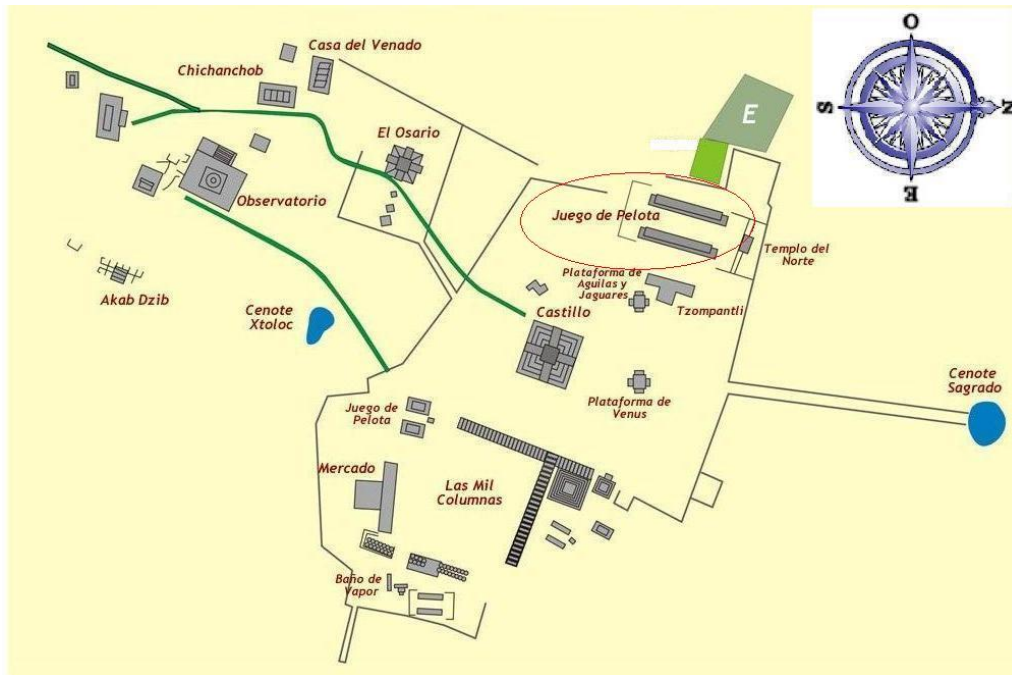 O
S
N
E
Casa del Venado
Chichanchob
E
El Osario
Observatorio
Juego de Pelota
Templo del
Norte
Plataforma de
Aguilas y
Jaguares
Tzompantli
Akab Dzib
Cenote
Xtoloc
Castillo
Cenote
Sagrado
Plataforma de
Venus
Juego de
Pelota
Mercado
Las Mil
Columnas
Baño de
Vapor